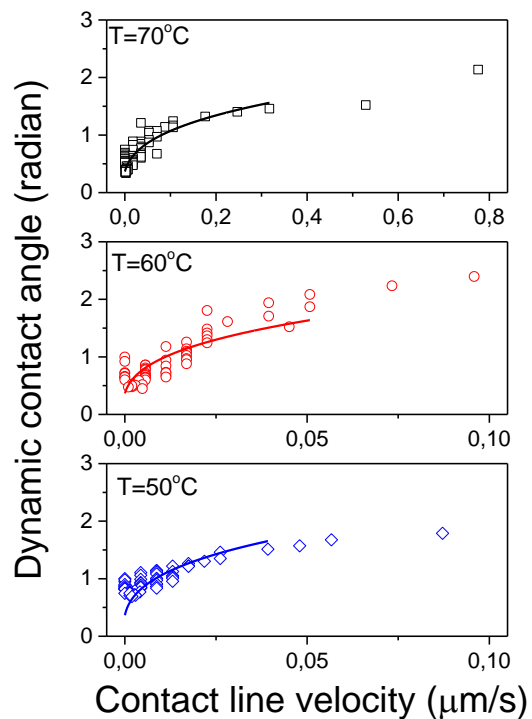 Dynamic contact angle (radian)
T=70°C
3
2
1
0
0,0 0,2 0,4 0,6 0,8
T=60°C
3
2
1
0
0,00 0,05 0,10
T=50°C
3
2
1
0
0,00 0,05 0,10
Contact line velocity (μm/s)